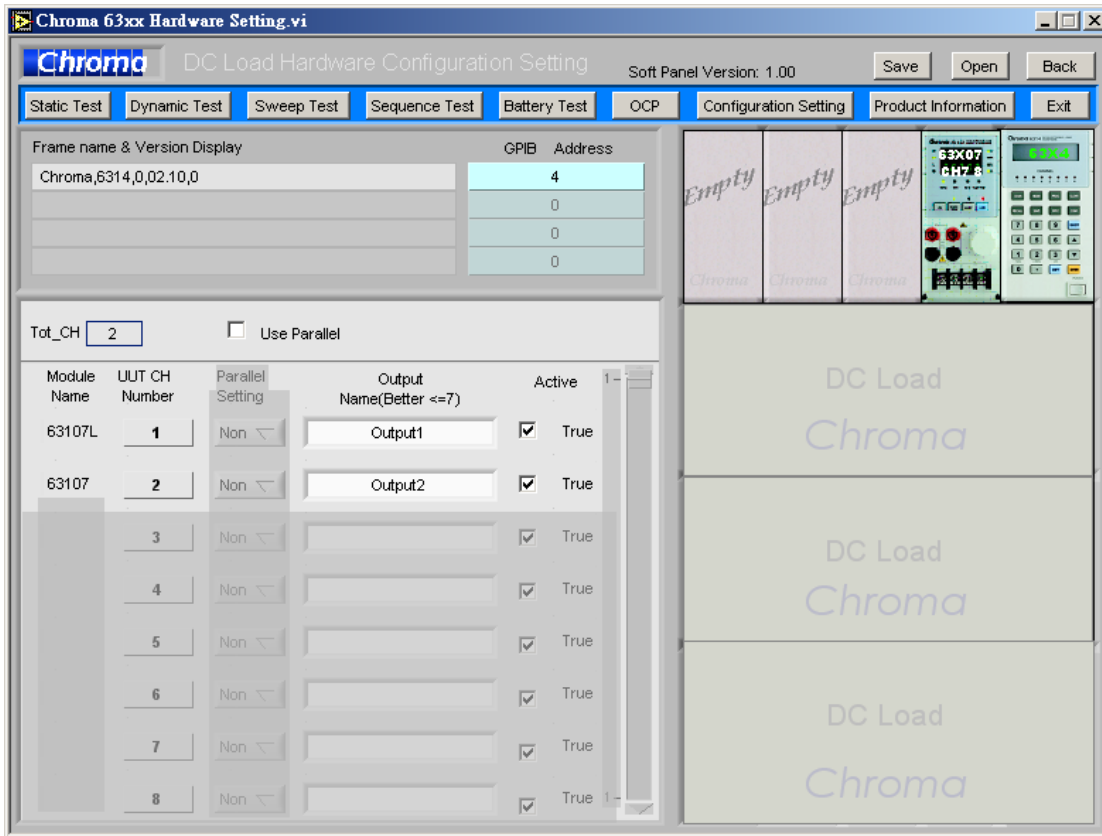 Chroma 63xx Hardware Setting.vi
Chroma DC Load Hardware Configuration Setting Soft Panel Version: 1.00 Save Open Back
Static Test Dynamic Test Sweep Test Sequence Test Battery Test OCP Configuration Setting Product Information Exit
Frame name & Version Display GPIB Address
Chroma,6314,0,02.10,0 4
0
0
0
Empty Empty Empty
63X07
CH7 8
63X4
Chroma Chroma Chroma
Tot_CH 2 Use Parallel
Module Name UUT CH Number Parallel Setting Output Name(Better <=7) Active 1
63107L 1 Non Output1 True
63107 2 Non Output2 True
3 Non True
4 Non True
5 Non True
6 Non True
7 Non True
8 Non True 1
DC Load
Chroma
DC Load
Chroma
DC Load
Chroma